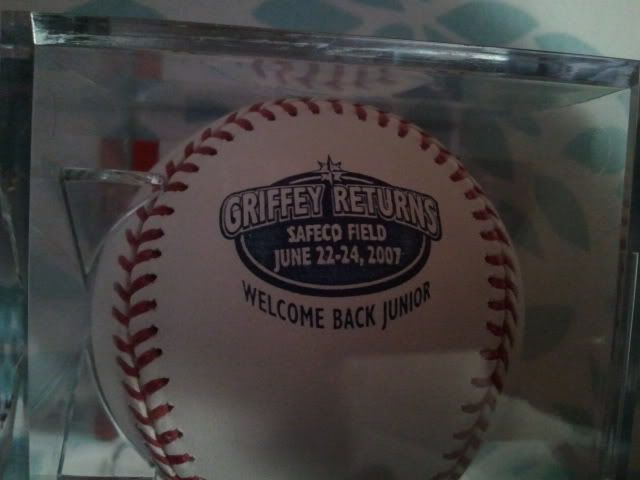 GRIFFEY RETURNS
SAFECO FIELD
JUNE 22-24, 2007
WELCOME BACK JUNIOR